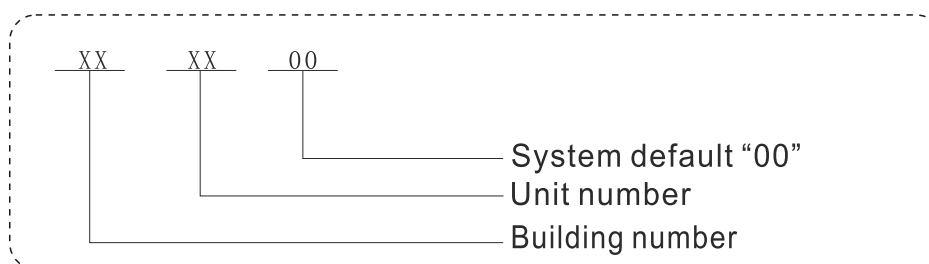 XX XX 00
System default “00”
Unit number
Building number